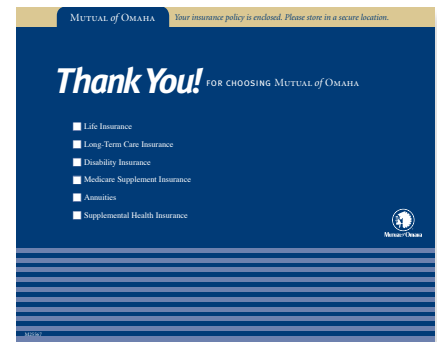 MUTUAL of OMAHA
Your insurance policy is enclosed. Please store in a secure location.
Thank You! FOR CHOOSING MUTUAL of OMAHA
Life Insurance
Long-Term Care Insurance
Disability Insurance
Medicare Supplement Insurance
Annuities
Supplemental Health Insurance
MUTUAL of OMAHA